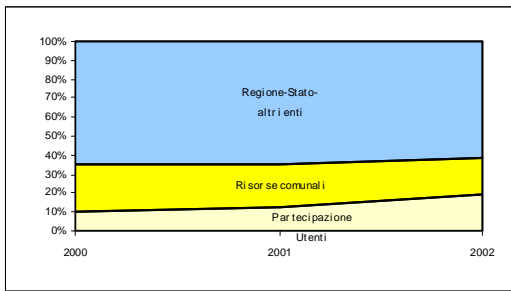 100%
90%
80%
70%
60%
50%
40%
30%
20%
10%
0%
Regione-Stato-
altri enti
Risorse comunali
Partecipazione
Utenti
2000
2001
2002